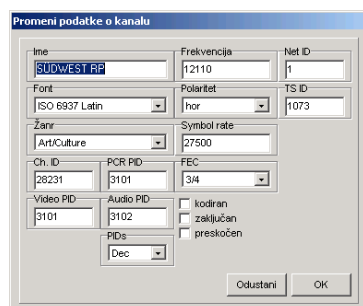 Promeni podatke o kanalu
Ime Frekvencija Net ID
SÜDWEST RP 12110 1
Font Polaritet TS ID
ISO 6937 Latin hor 1073
Žanr Symbol rate
Art/Culture 27500
Ch. ID PCR PID FEC
28231 3101 3/4
Video PID Audio PID kodiran
3101 3102 zaključan
PIDs preskočen
Dec
Odustani OK